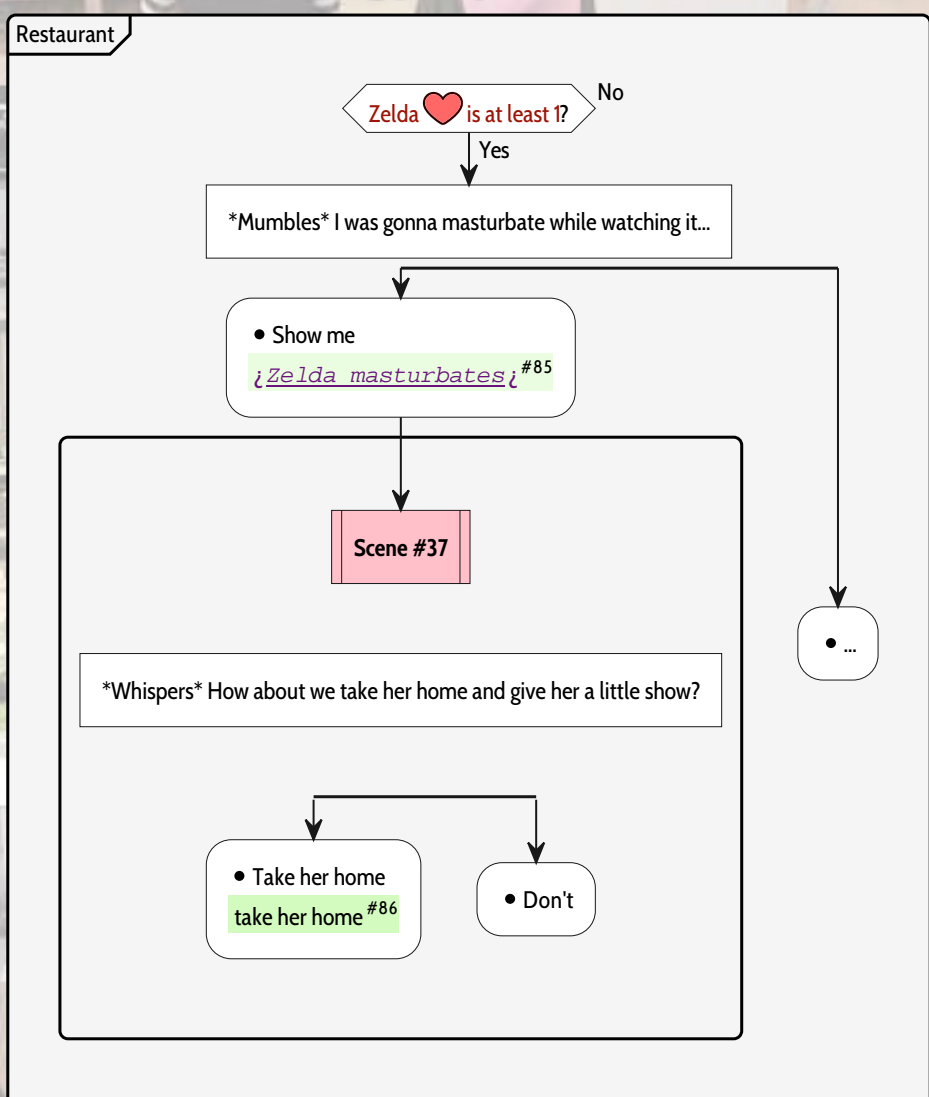 Restaurant
Zelda is at least 1?
No
Yes
*Mumbles* I was gonna masturbate while watching it...
• Show me
¿Zelda masturbates¿ #85
Scene #37
• ...
*Whispers* How about we take her home and give her a little show?
• Take her home
take her home #86
• Don't